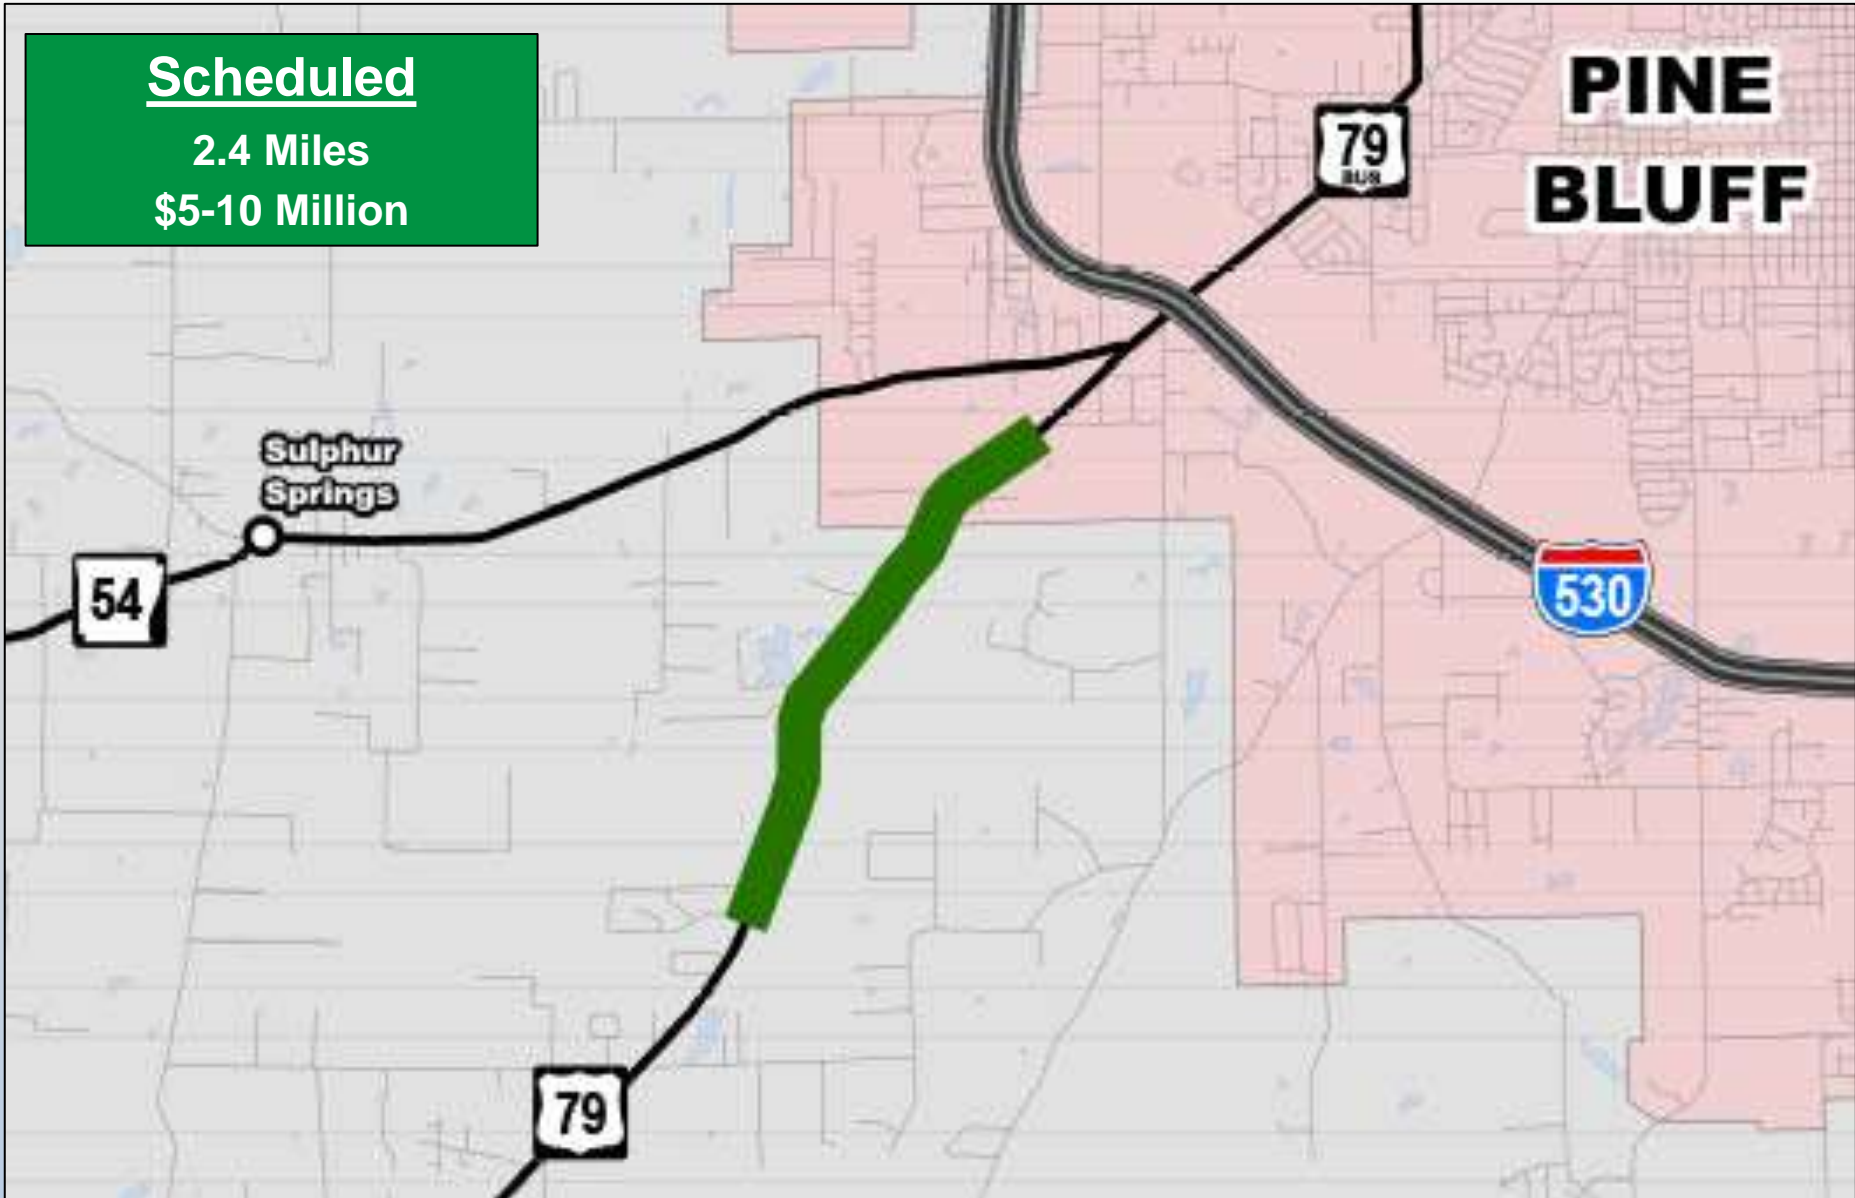 Scheduled
2.4 Miles
$5-10 Million
PINE
BLUFF
79
BUS
Sulphur
Springs
54
530
79